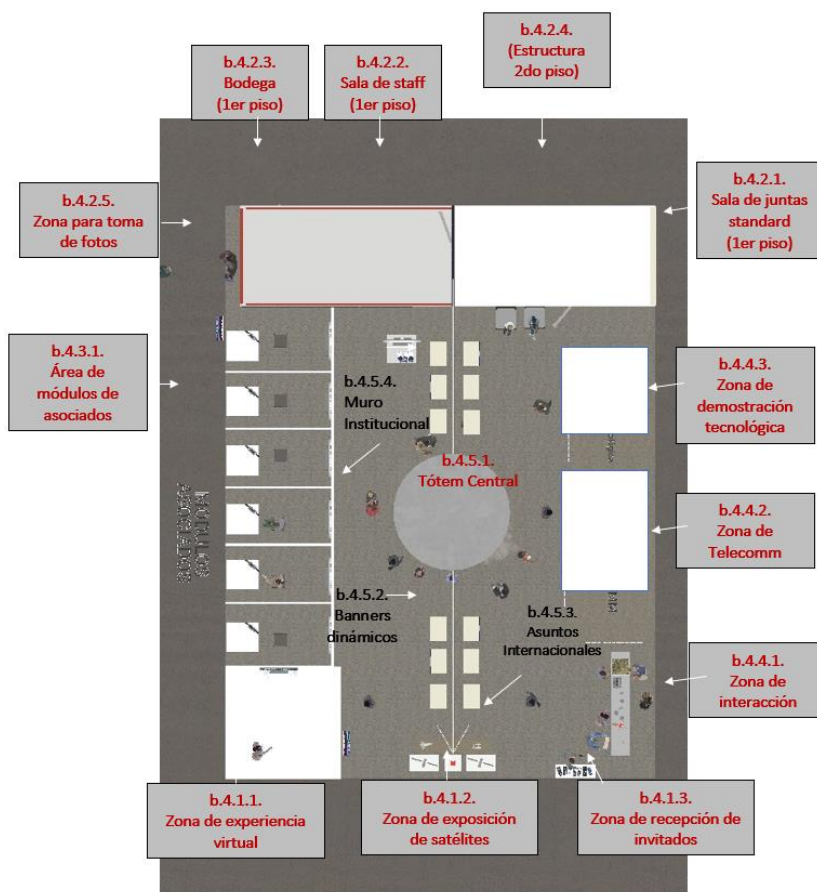 b.4.2.4.
(Estructura
2do piso)
b.4.2.3.
Bodega
(1er piso)
b.4.2.2.
Sala de staff
(1er piso)
b.4.2.5.
Zona para toma
de fotos
b.4.2.1.
Sala de juntas
standard
(1er piso)
b.4.3.1.
Área de
módulos de
asociados
b.4.5.4.
Muro
Institucional
b.4.4.3.
Zona de
demostración
tecnológica
b.4.5.1.
Tótem Central
MODULOS
ASOCIADOS
b.4.4.2.
Zona de
Telecomm
b.4.5.2.
Banners
dinámicos
b.4.5.3.
Asuntos
Internacionales
b.4.4.1.
Zona de
interacción
b.4.1.1.
Zona de experiencia
virtual
b.4.1.2.
Zona de exposición
de satélites
b.4.1.3.
Zona de recepción de
invitados